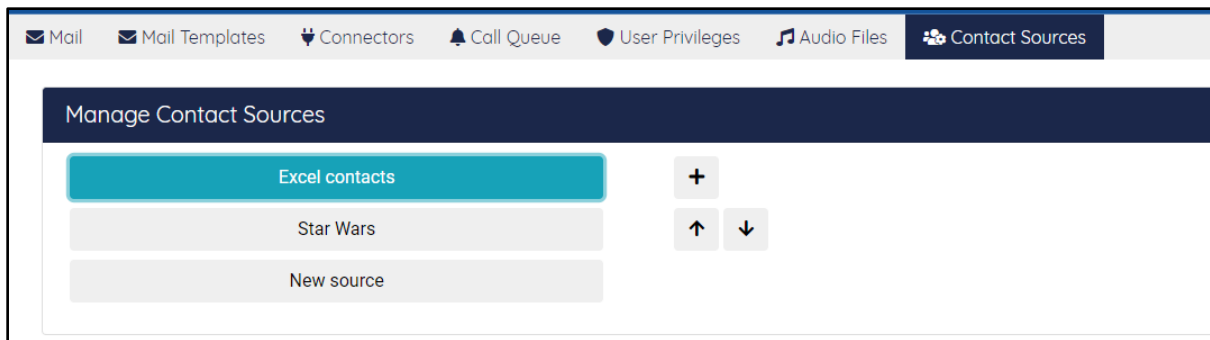 Mail Mail Templates Connectors Call Queue User Privileges Audio Files Contact Sources
Manage Contact Sources
Excel contacts
Star Wars
New source